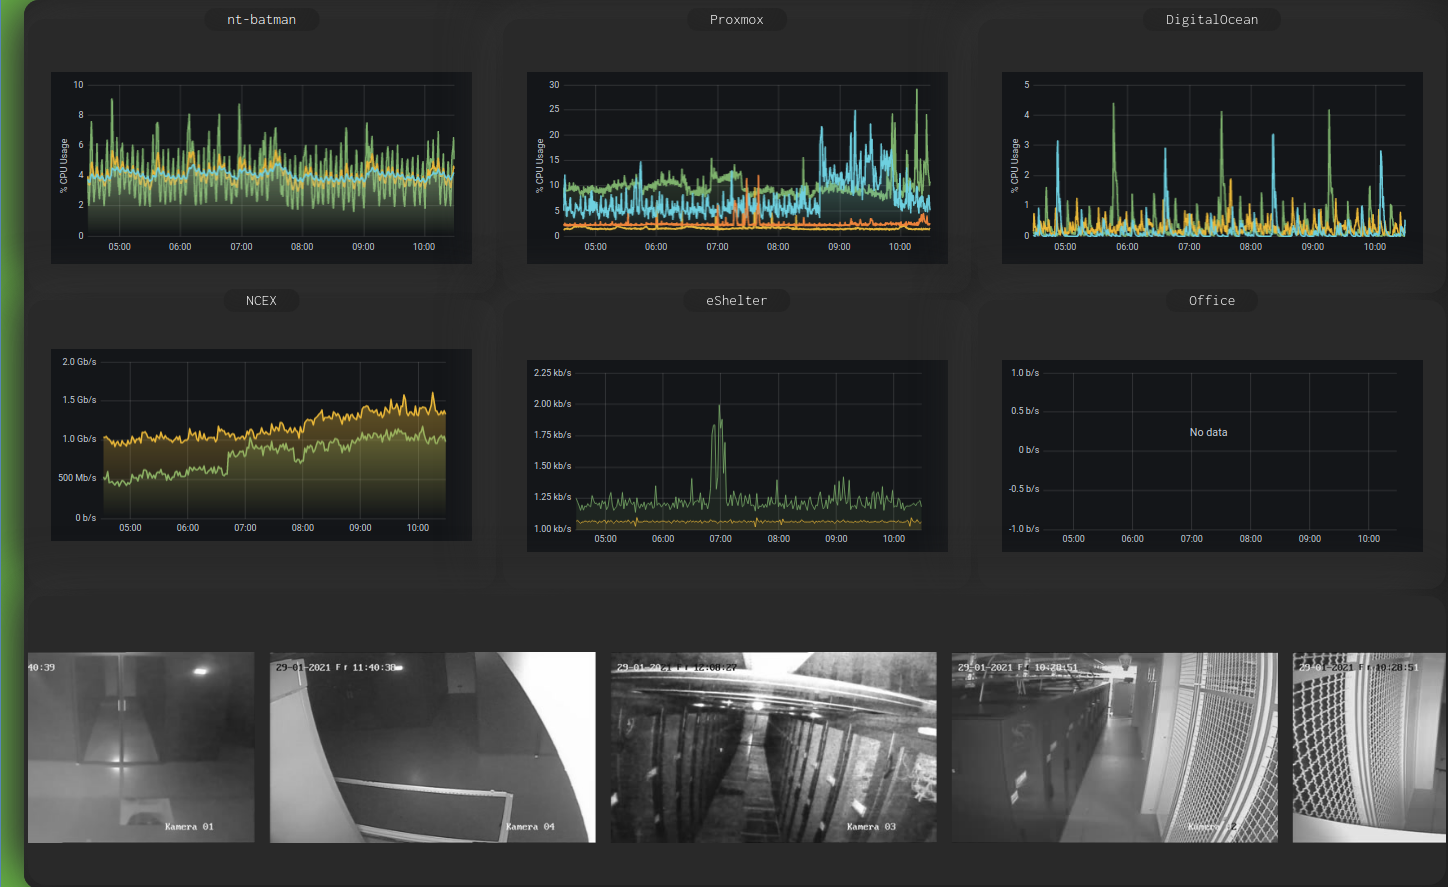 nt-batman
Proxmox
DigitalOcean
10
8
6
4
2
0
% CPU Usage
05:00 06:00 07:00 08:00 09:00 10:00
30
25
20
15
10
5
0
% CPU Usage
05:00 06:00 07:00 08:00 09:00 10:00
5
4
3
2
1
0
% CPU Usage
05:00 06:00 07:00 08:00 09:00 10:00
NCEX
eShelter
Office
2.0 Gb/s
1.5 Gb/s
1.0 Gb/s
500 Mb/s
0 b/s
05:00 06:00 07:00 08:00 09:00 10:00
2.25 kb/s
2.00 kb/s
1.75 kb/s
1.50 kb/s
1.25 kb/s
1.00 kb/s
05:00 06:00 07:00 08:00 09:00 10:00
1.0 b/s
0.5 b/s
0 b/s
-0.5 b/s
-1.0 b/s
No data
05:00 06:00 07:00 08:00 09:00 10:00
40:39
Kamera 01
29-01-2021 Fr 11:40:38
Kamera 04
29-01-2021 Fr 12:08:27
Kamera 03
29-01-2021 Fr 10:28:51
Kamera 02
29-01-2021 Fr 10:28:51